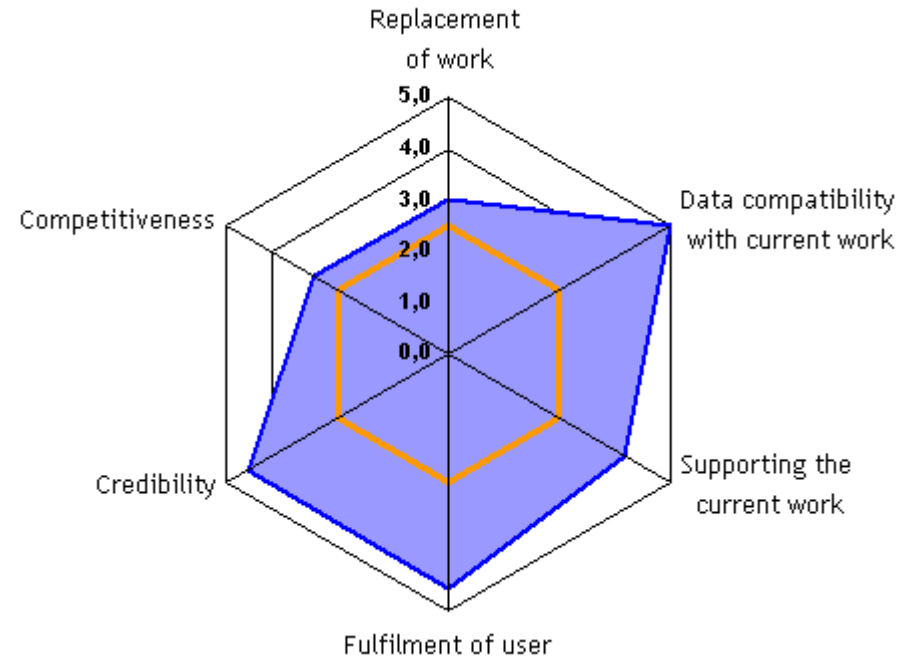 Replacement
of work
5,0
4,0
3,0
2,0
1,0
0,0
Data compatibility
with current work
Competitiveness
Credibility
Supporting the
current work
Fulfilment of user